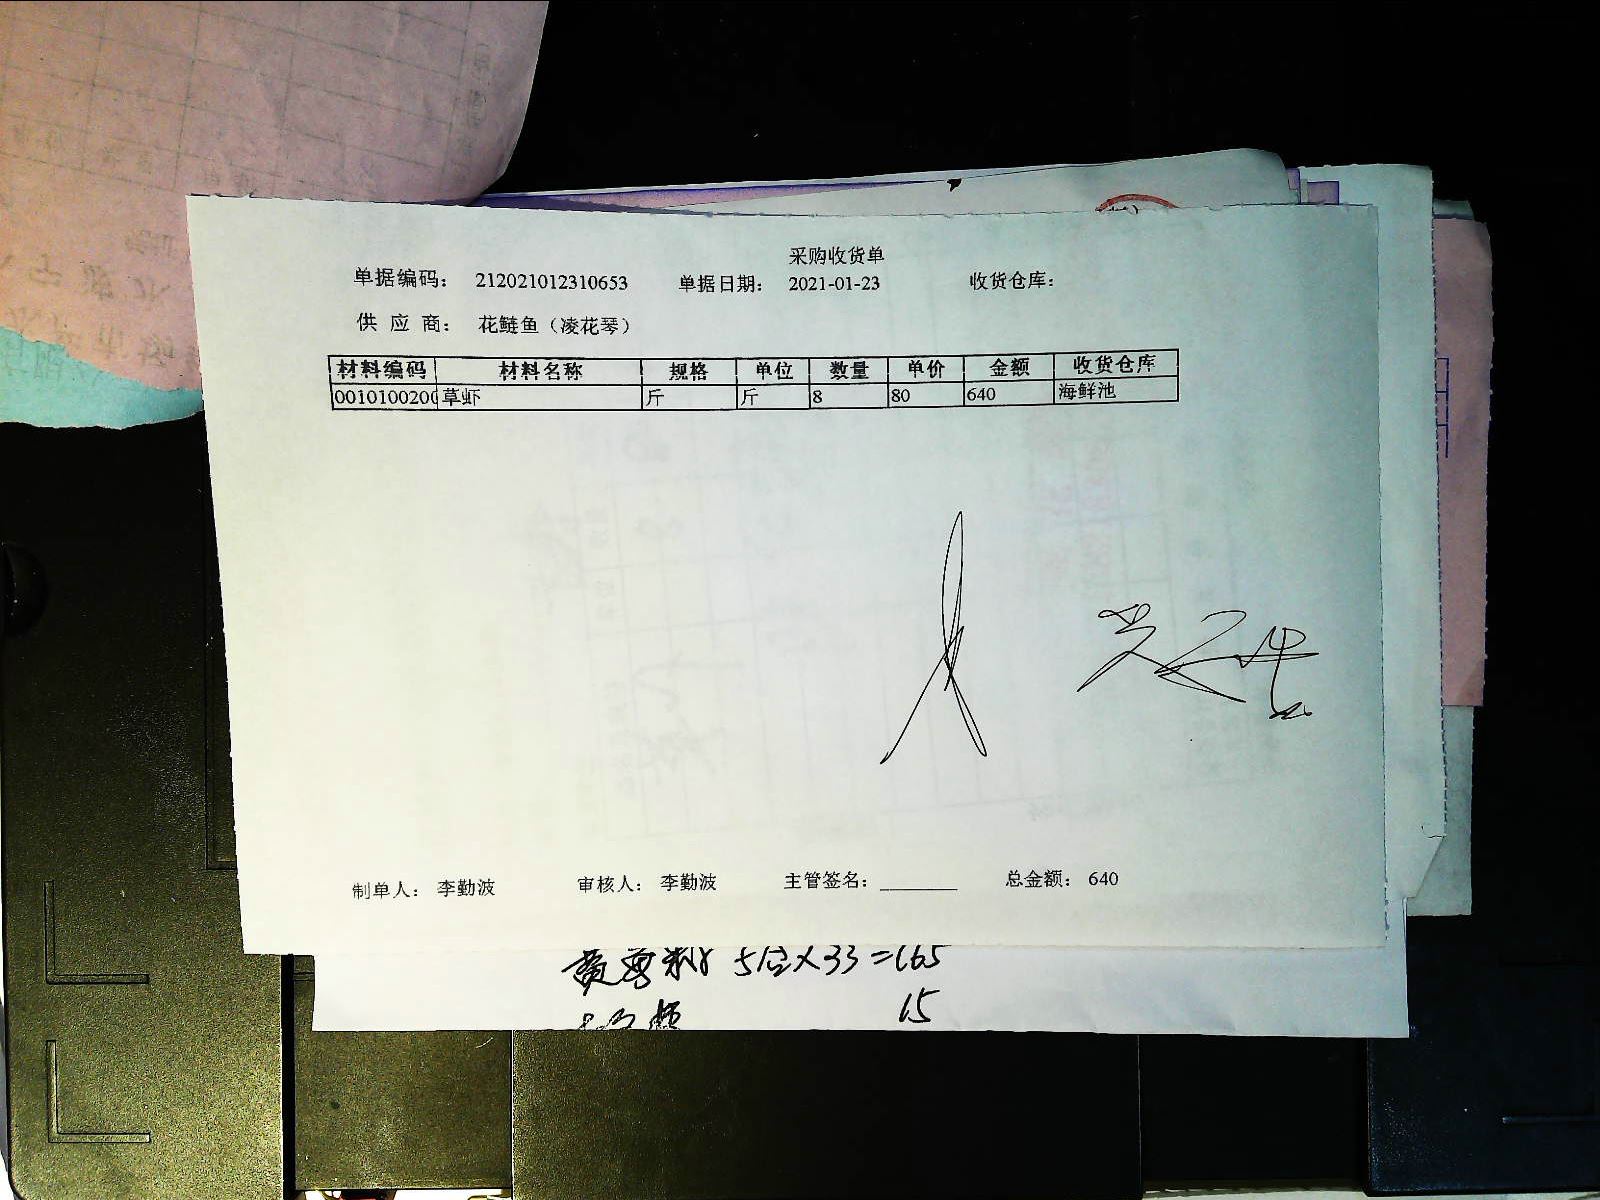 采购收货单
单据编码： 212021012310653 单据日期： 2021-01-23 收货仓库：
供 应 商： 花鲢鱼（凌花琴）
材料编码 材料名称 规格 单位 数量 单价 金额 收货仓库
0010100200 草虾 斤 斤 8 80 640 海鲜池
制单人： 李勤波 审核人： 李勤波 主管签名： 总金额： 640
5位×33=165
15